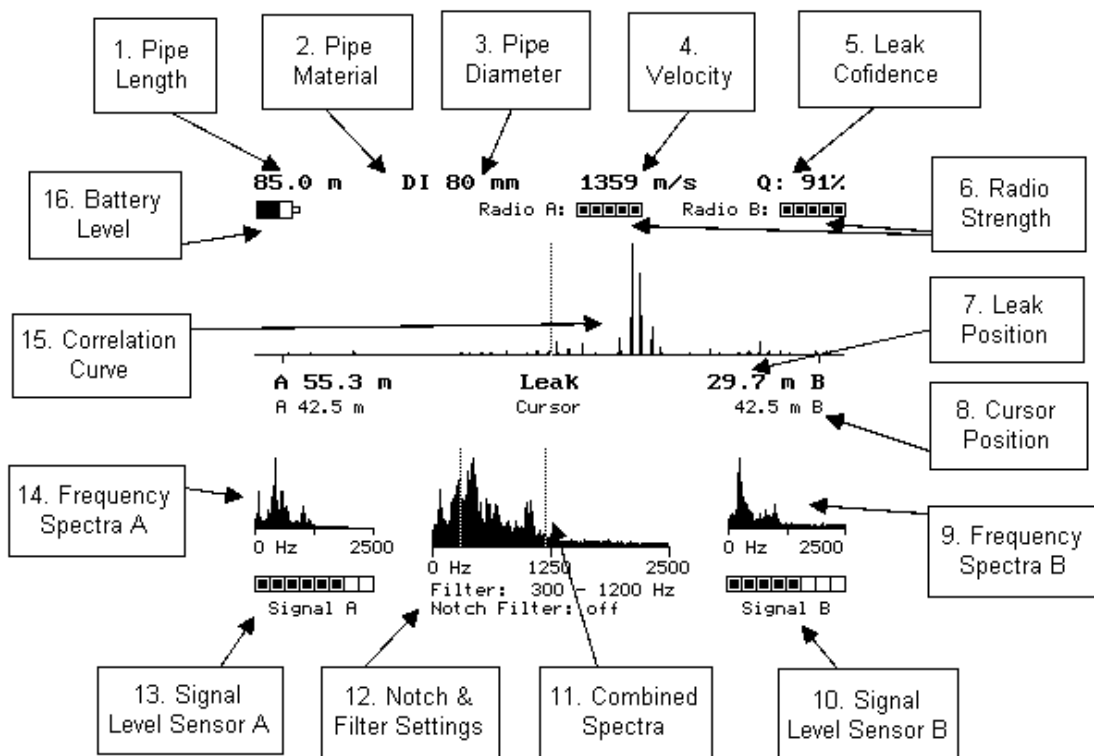 1. Pipe
Length
2. Pipe
Material
3. Pipe
Diameter
4.
Velocity
5. Leak
Cofidence
85.0 m DI 80 mm 1359 m/s Q: 91%
16. Battery
Level
Radio A: Radio B:
6. Radio
Strength
15. Correlation
Curve
7. Leak
Position
A 55.3 m Leak 29.7 m B
A 42.5 m Cursor 42.5 m B
8. Cursor
Position
14. Frequency
Spectra A
9. Frequency
Spectra B
0 Hz 2500
0 Hz 1250 2500
0 Hz 2500
Filter: 300 - 1200 Hz
Notch Filter: off
Signal A
Signal B
13. Signal
Level Sensor A
12. Notch &
Filter Settings
11. Combined
Spectra
10. Signal
Level Sensor B